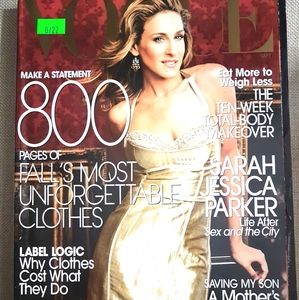 VOGUE
6/22
MAKE A STATEMENT
800
PAGES OF
FALL'S MOST
UNFORGETTABLE
CLOTHES
LABEL LOGIC
Why Clothes
Cost What
They Do
Eat More to
Weigh Less
THE
TEN-WEEK
TOTAL-BODY
MAKEOVER
SARAH
JESSICA
PARKER
Life After
Sex and the City
SAVING MY SON
A Mother's